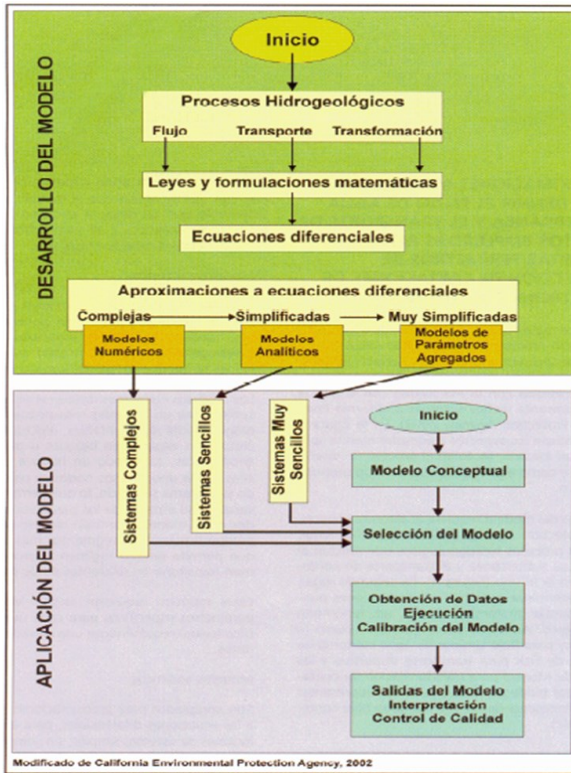 DESARROLLO DEL MODELO
Inicio
Procesos Hidrogeológicos
Flujo Transporte Transformación
Leyes y formulaciones matemáticas
Ecuaciones diferenciales
Aproximaciones a ecuaciones diferenciales
Complejas Simplificadas Muy Simplificadas
Modelos
Numéricos
Modelos
Analíticos
Modelos de
Parámetros
Agregados
APLICACIÓN DEL MODELO
Sistemas Complejos
Sistemas Sencillos
Sistemas Muy
Sencillos
Inicio
Modelo Conceptual
Selección del Modelo
Obtención de Datos
Ejecución
Calibración del Modelo
Salidas del Modelo
Interpretación
Control de Calidad
Modificado de California Environmental Protection Agency, 2002